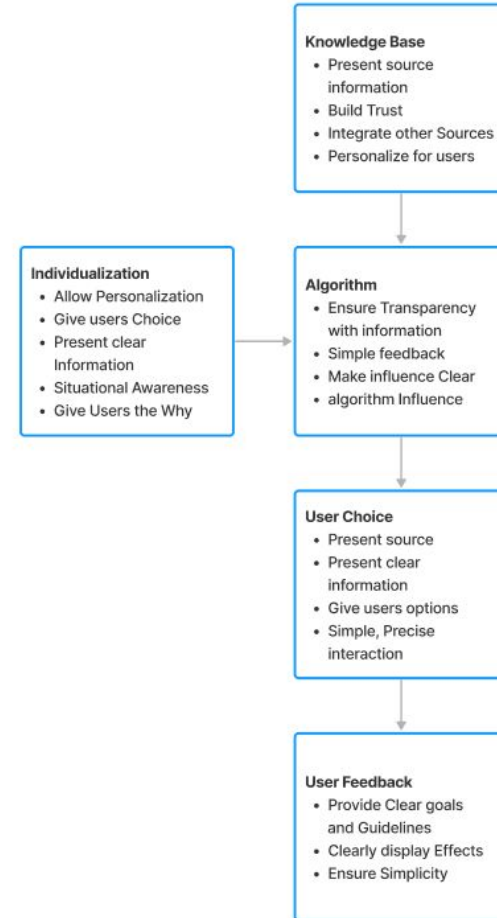 Knowledge Base
• Present source
information
• Build Trust
• Integrate other Sources
• Personalize for users
Individualization
• Allow Personalization
• Give users Choice
• Present clear
Information
• Situational Awareness
• Give Users the Why
Algorithm
• Ensure Transparency
with information
• Simple feedback
• Make influence Clear
• algorithm Influence
User Choice
• Present source
• Present clear
information
• Give users options
• Simple, Precise
interaction
User Feedback
• Provide Clear goals
and Guidelines
• Clearly display Effects
• Ensure Simplicity